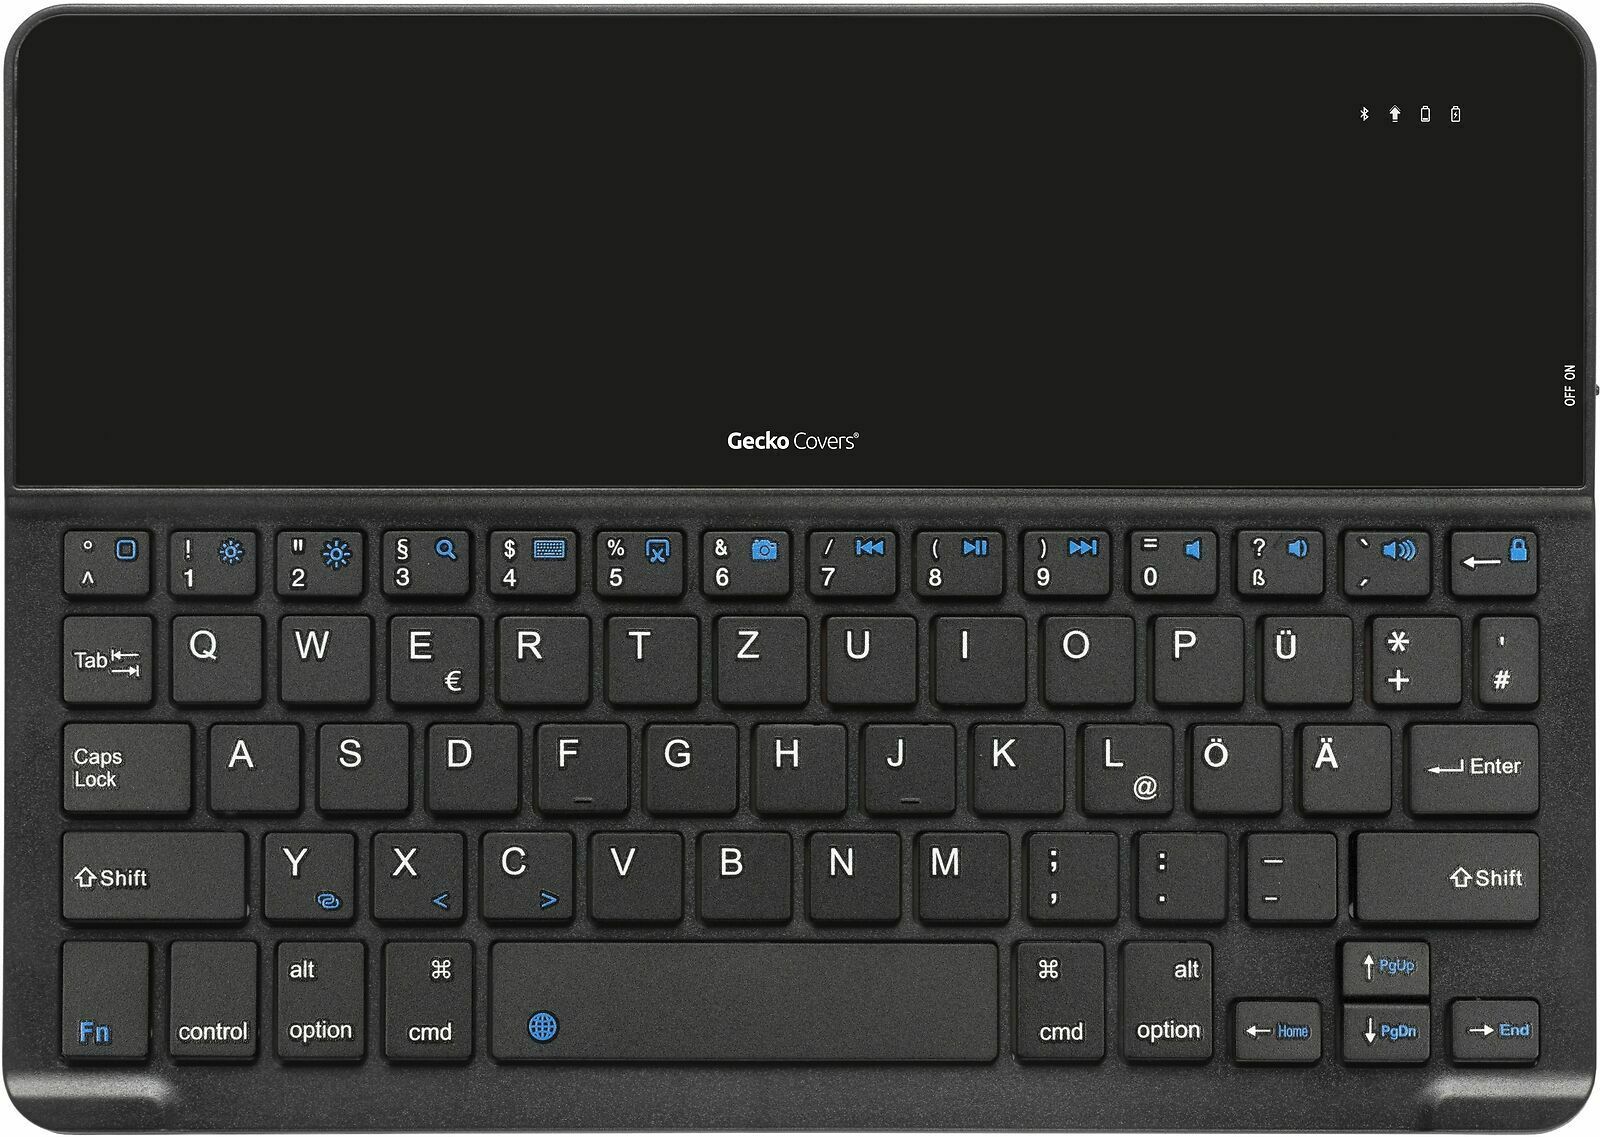 OFF ON
Gecko Covers®
° ^
! 1
" 2
§ 3
$ 4
% 5
& 6
/ 7
( 8
) 9
= 0
? ß
` ´
←
Tab
Q
W
E €
R
T
Z
U
I
O
P
Ü
* +
' #
Caps
Lock
A
S
D
F
G
H
J
K
L @
Ö
Ä
Enter
Shift
Y
X <
C >
V
B
N
M
; ,
: .
_ -
Shift
Fn
control
alt
option
⌘
cmd
⌘
cmd
alt
option
← Home
↑ PgUp
↓ PgDn
→ End